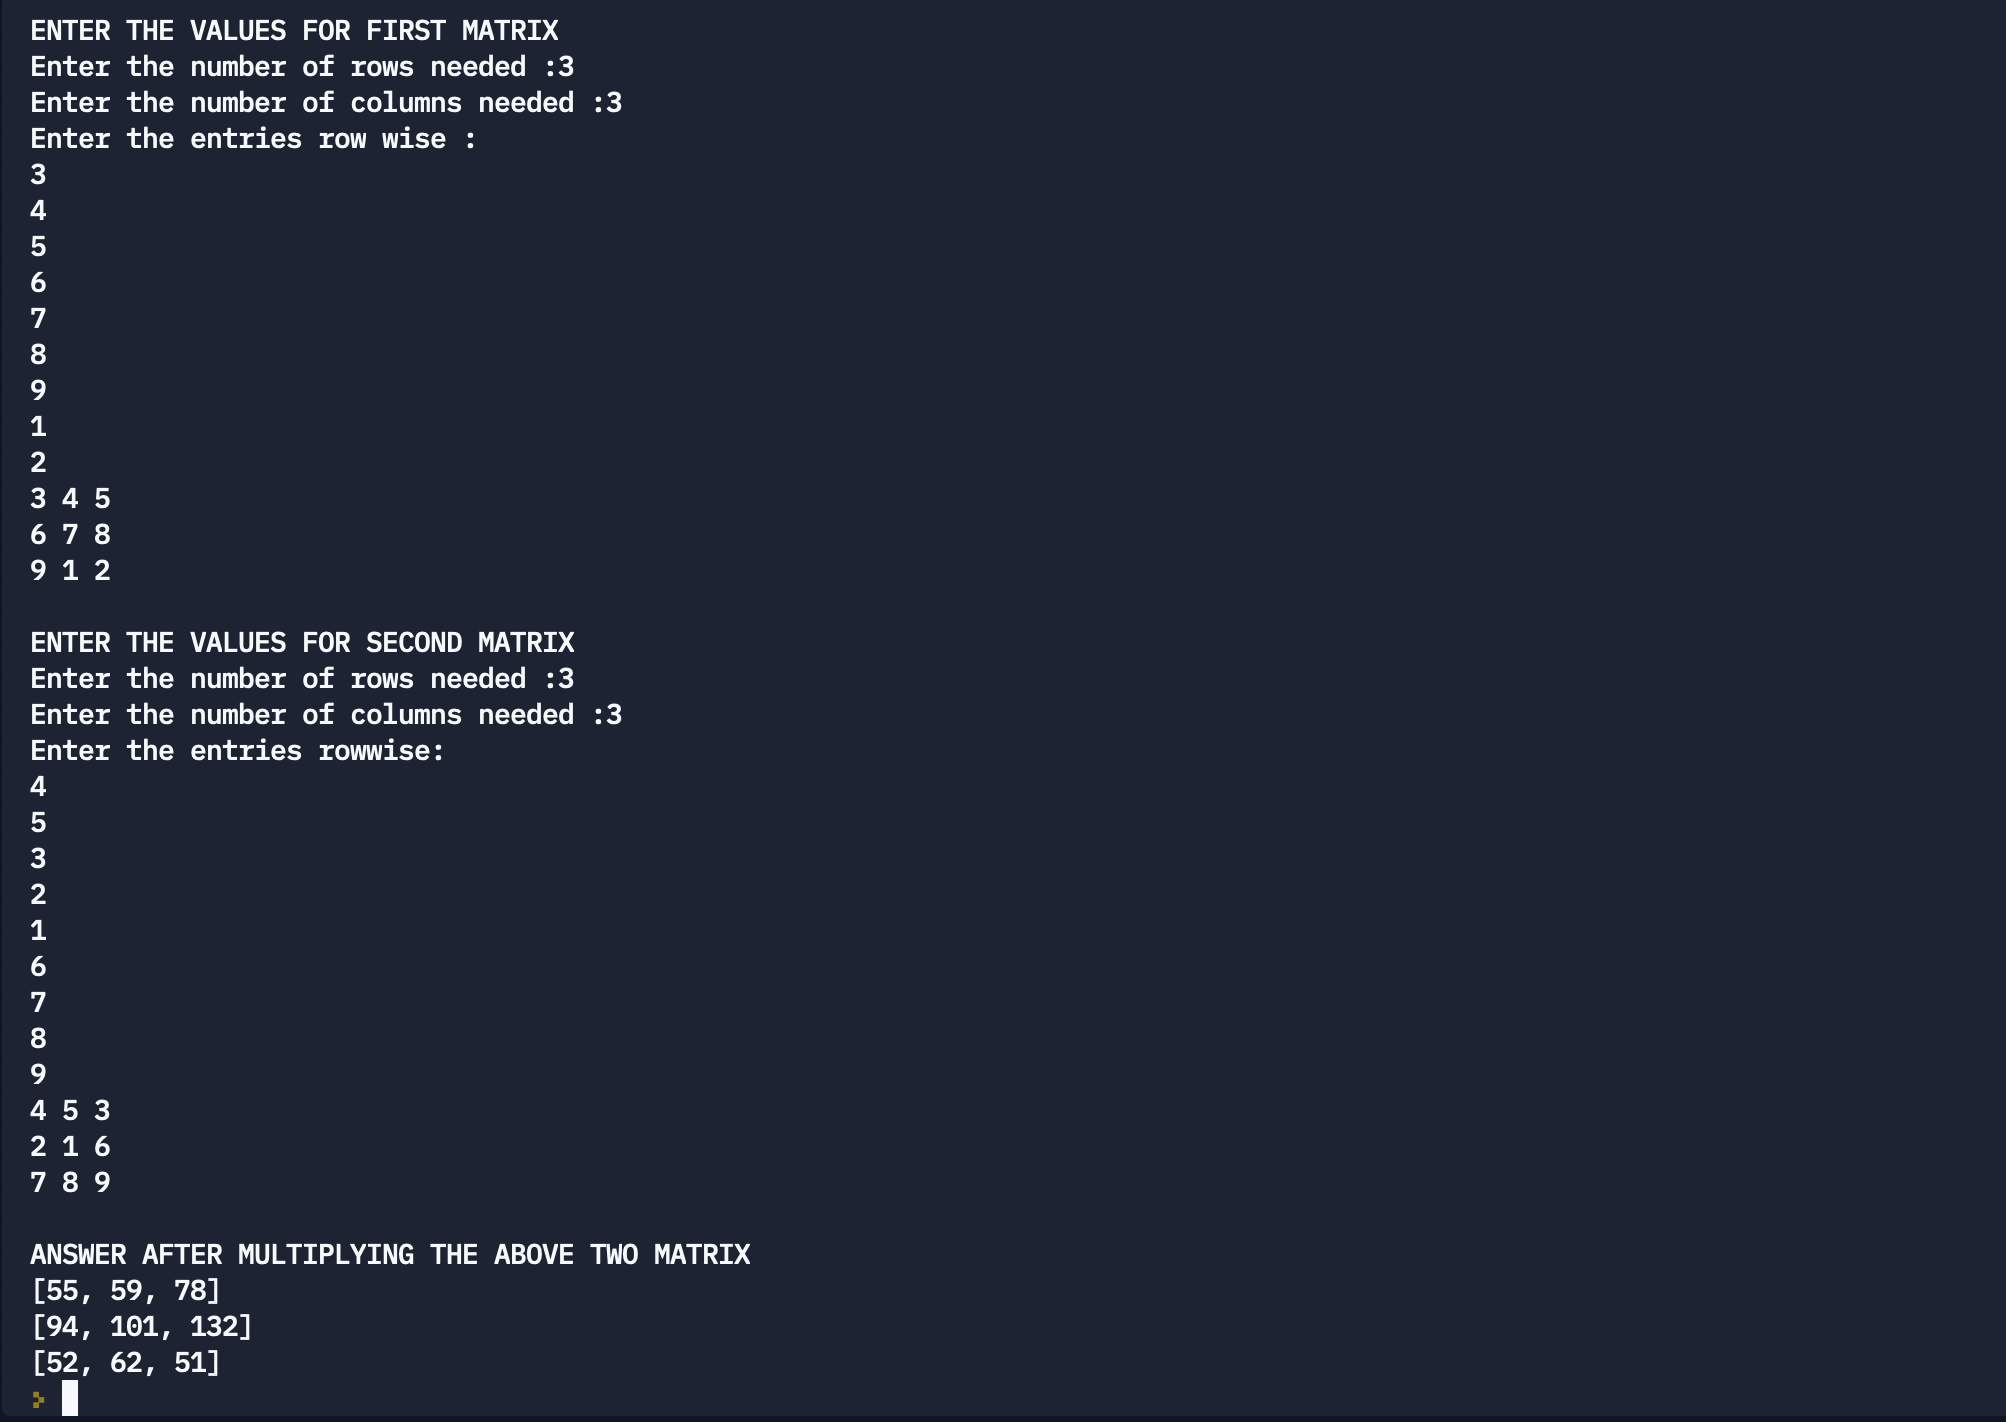 ENTER THE VALUES FOR FIRST MATRIX
Enter the number of rows needed :3
Enter the number of columns needed :3
Enter the entries row wise :
3
4
5
6
7
8
9
1
2
3 4 5
6 7 8
9 1 2
ENTER THE VALUES FOR SECOND MATRIX
Enter the number of rows needed :3
Enter the number of columns needed :3
Enter the entries rowwise:
4
5
3
2
1
6
7
8
9
4 5 3
2 1 6
7 8 9
ANSWER AFTER MULTIPLYING THE ABOVE TWO MATRIX
[55, 59, 78]
[94, 101, 132]
[52, 62, 51]